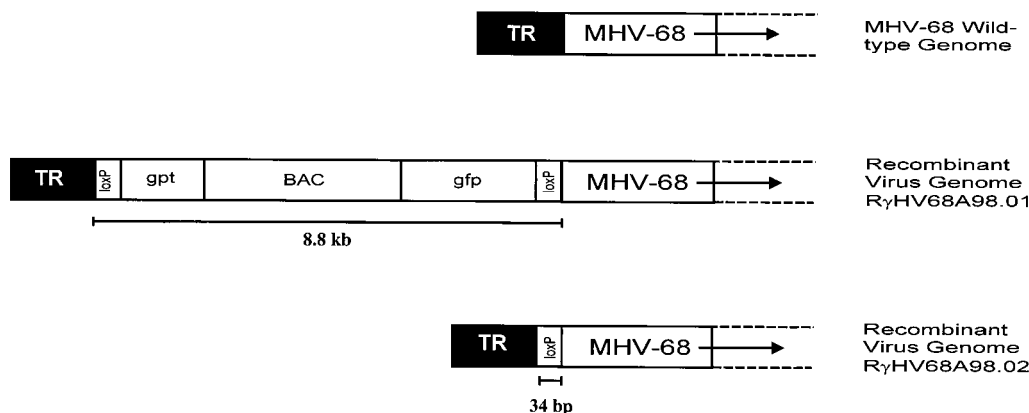 TR MHV-68 MHV-68 Wild-
type Genome
TR loxP gpt BAC gfp loxP MHV-68 Recombinant
Virus Genome
RγHV68A98.01
8.8 kb
TR loxP MHV-68 Recombinant
Virus Genome
RγHV68A98.02
34 bp